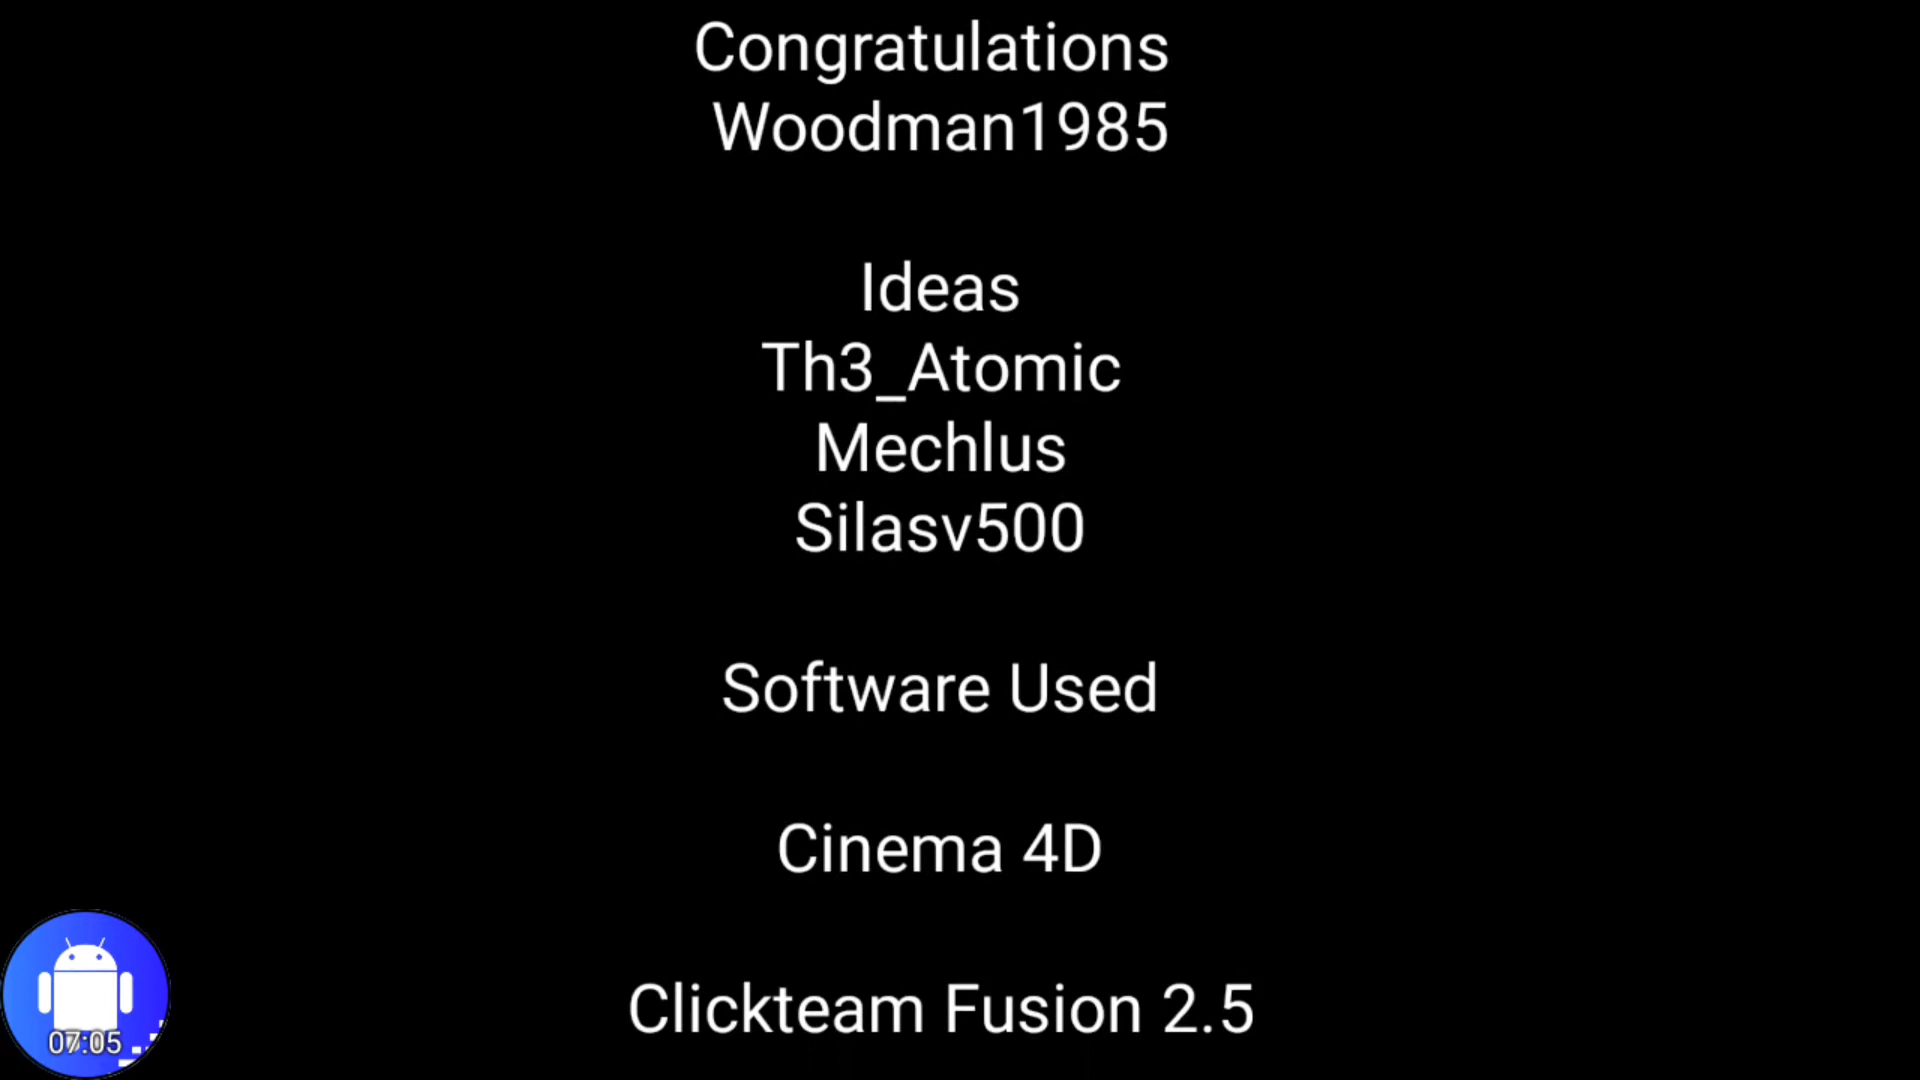 Congratulations
Woodman1985
Ideas
Th3_Atomic
Mechlus
Silasv500
Software Used
Cinema 4D
Clickteam Fusion 2.5
07:05